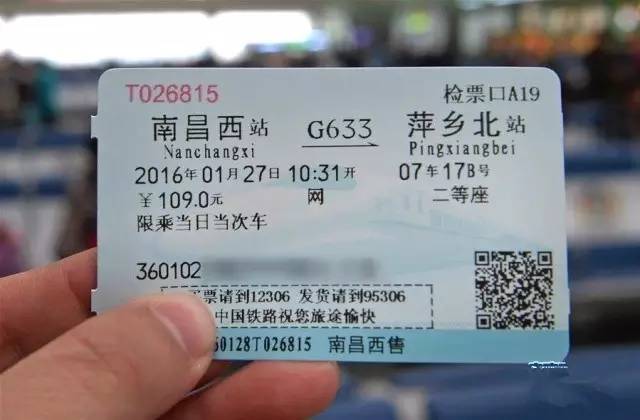 T026815 检票口A19
南昌西站 G633 萍乡北站
Nanchangxi Pingxiangbei
2016年01月27日 10:31开 07车17B号
￥109.0元 网 二等座
限乘当日当次车
360102
票请到12306 发货请到95306
中国铁路祝您旅途愉快
60128T026815 南昌西售